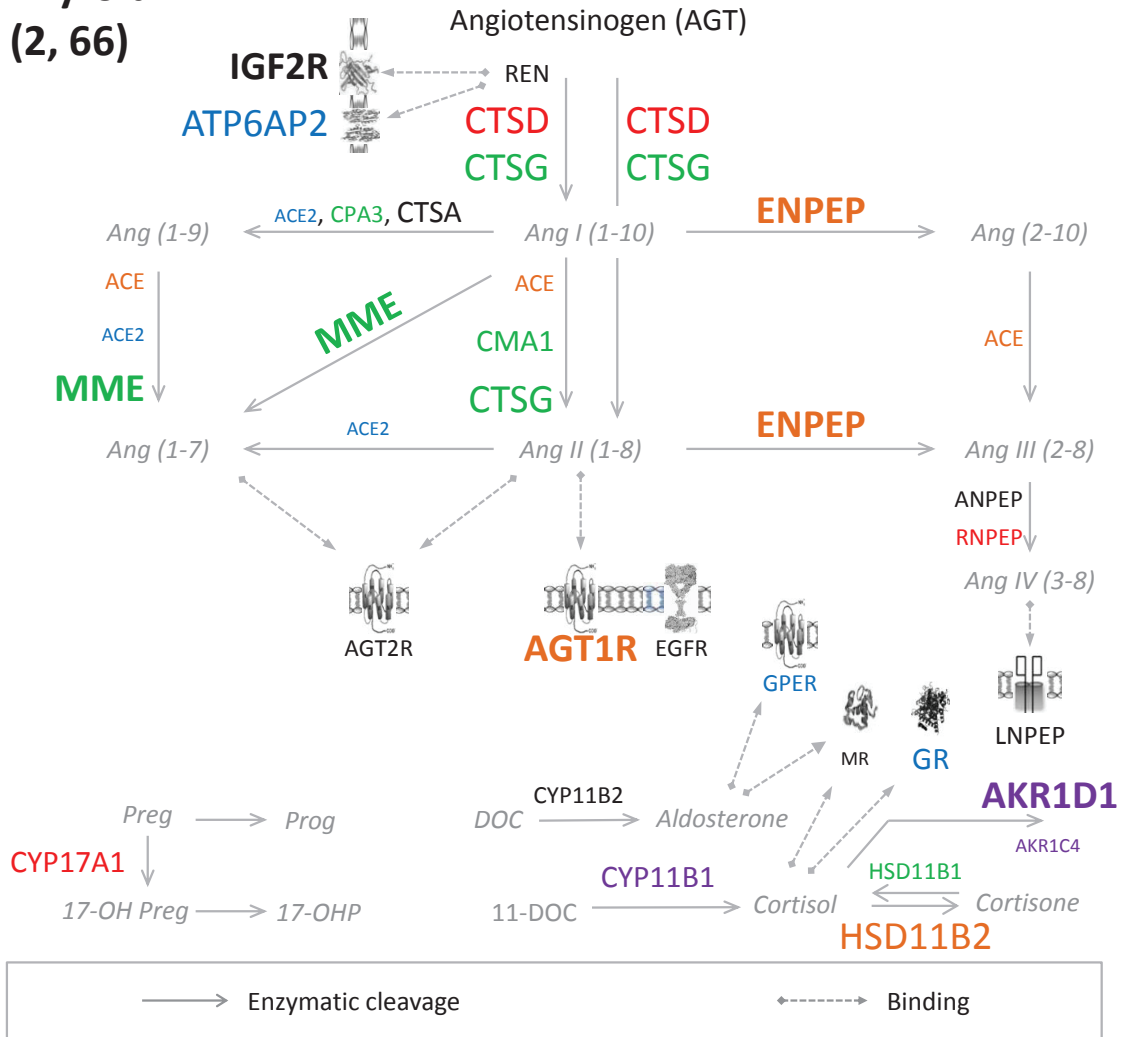 (2, 66)
Angiotensinogen (AGT)
IGF2R
REN
ATP6AP2
CTSD
CTSD
CTSG
CTSG
ACE2, CPA3, CTSA
ENPEP
Ang (1-9)
Ang I (1-10)
Ang (2-10)
ACE
MME
ACE
ACE2
CMA1
ACE
MME
CTSG
ACE2
ENPEP
Ang (1-7)
Ang II (1-8)
Ang III (2-8)
ANPEP
RNPEP
Ang IV (3-8)
AGT2R
AGT1R
EGFR
GPER
MR
GR
LNPEP
Preg
Prog
DOC
CYP11B2
Aldosterone
AKR1D1
AKR1C4
CYP17A1
CYP11B1
HSD11B1
17-OH Preg
17-OHP
11-DOC
Cortisol
Cortisone
HSD11B2
Enzymatic cleavage
Binding